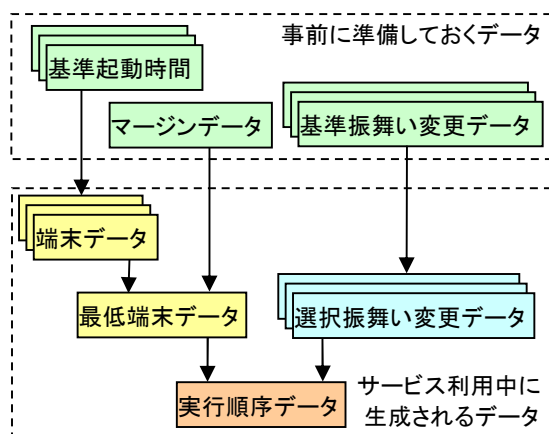 事前に準備しておくデータ
基準起動時間
マージンデータ
基準振舞い変更データ
端末データ
最低端末データ
選択振舞い変更データ
実行順序データ
サービス利用中に
生成されるデータ